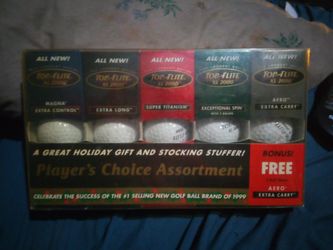 ALL NEW! ALL NEW! ALL NEW! ALL NEW! ALL NEW!
TOP-FLITE TOP-FLITE TOP-FLITE TOP-FLITE TOP-FLITE
XL 2000 XL 2000 XL 2000 XL 2000 XL 2000
MAGNA EXTRA LONG SUPER TITANIUM EXCEPTIONAL SPIN AERO
EXTRA CONTROL EXTRA CARRY
A GREAT HOLIDAY GIFT AND STOCKING STUFFER!
BONUS!
Player's Choice Assortment
FREE
AERO
EXTRA CARRY
CELEBRATE THE SUCCESS OF THE #1 SELLING NEW GOLF BALL BRAND OF 1999